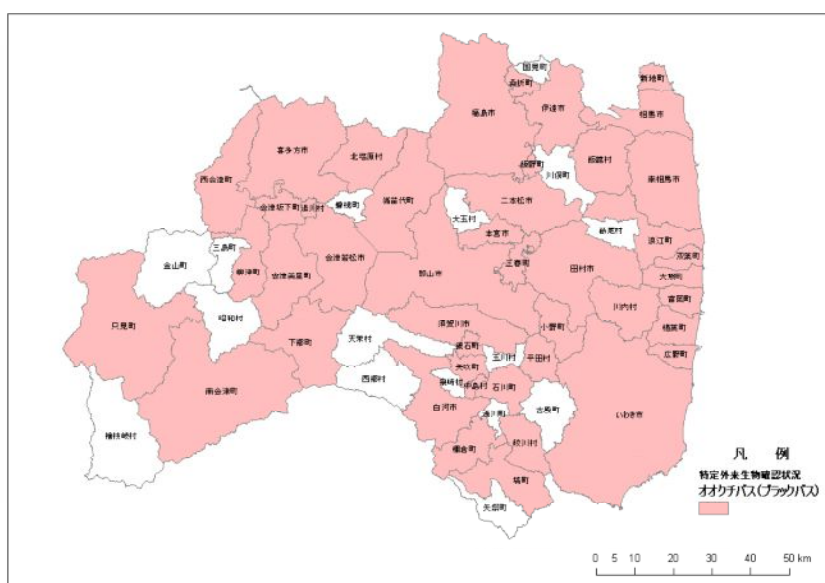 国見町
桑折町
新地町
福島市
伊達市
相馬市
喜多方市
北塩原村
飯舘村
西会津町
飯野町
川俣町
南相馬市
会津坂下町
湯川村
磐梯町
猪苗代町
二本松市
大玉村
葛尾村
本宮市
浪江町
三島町
双葉町
金山町
柳津町
会津美里町
会津若松市
郡山市
三春町
田村市
大熊町
富岡町
昭和村
川内村
只見町
須賀川市
小野町
楢葉町
下郷町
天栄村
鏡石町
玉川村
平田村
広野町
矢吹町
西郷村
泉崎村
中島村
石川町
南会津町
白河市
浅川町
古殿町
いわき市
檜枝岐村
棚倉町
鮫川村
塙町
矢祭町
凡 例
特定外来生物確認状況
オオクチバス(ブラックバス)
0 5 10 20 30 40 50 km